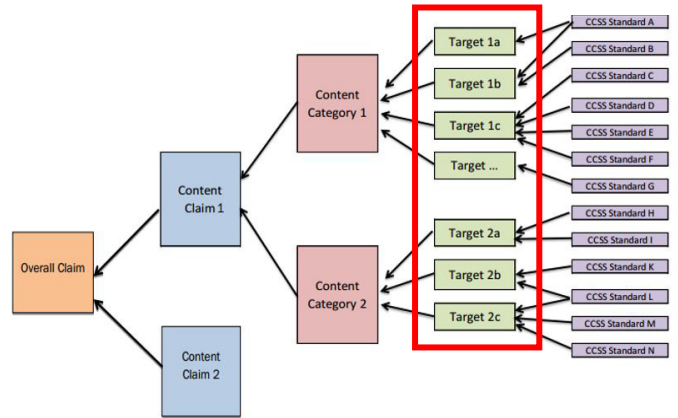 Overall Claim
Content
Claim 1
Content
Claim 2
Content
Category 1
Content
Category 2
Target 1a
Target 1b
Target 1c
Target ...
Target 2a
Target 2b
Target 2c
CCSS Standard A
CCSS Standard B
CCSS Standard C
CCSS Standard D
CCSS Standard E
CCSS Standard F
CCSS Standard G
CCSS Standard H
CCSS Standard I
CCSS Standard K
CCSS Standard L
CCSS Standard M
CCSS Standard N